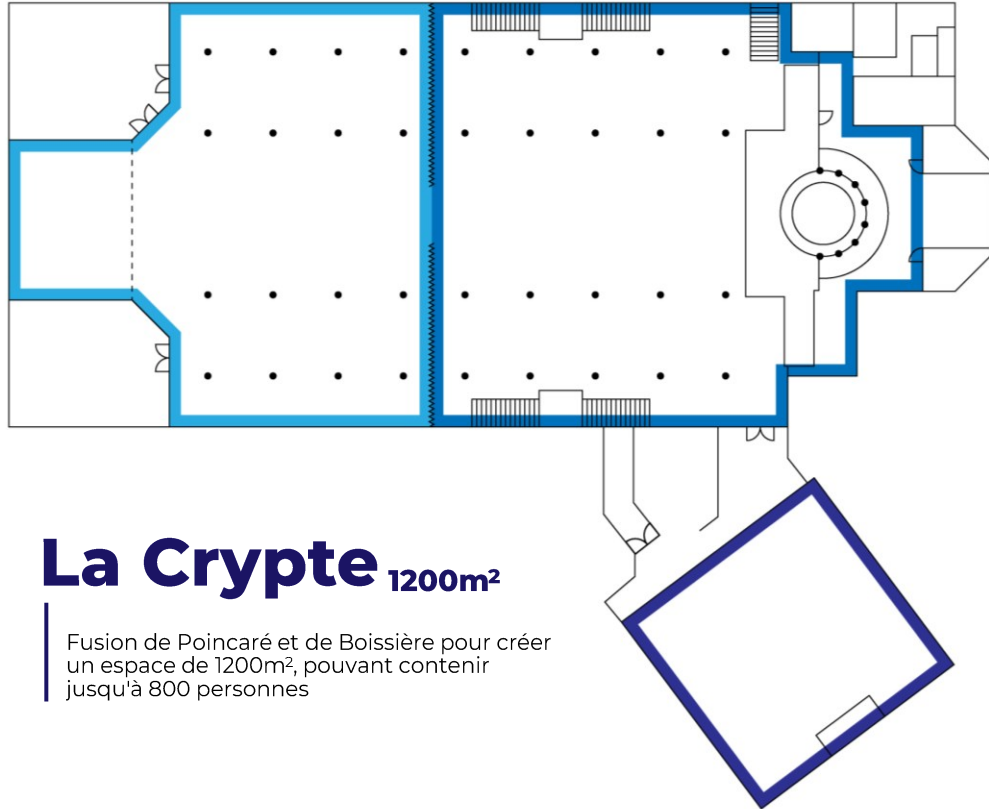 La Crypte 1200m²
Fusion de Poincaré et de Boissière pour créer
un espace de 1200m², pouvant contenir
jusqu'à 800 personnes